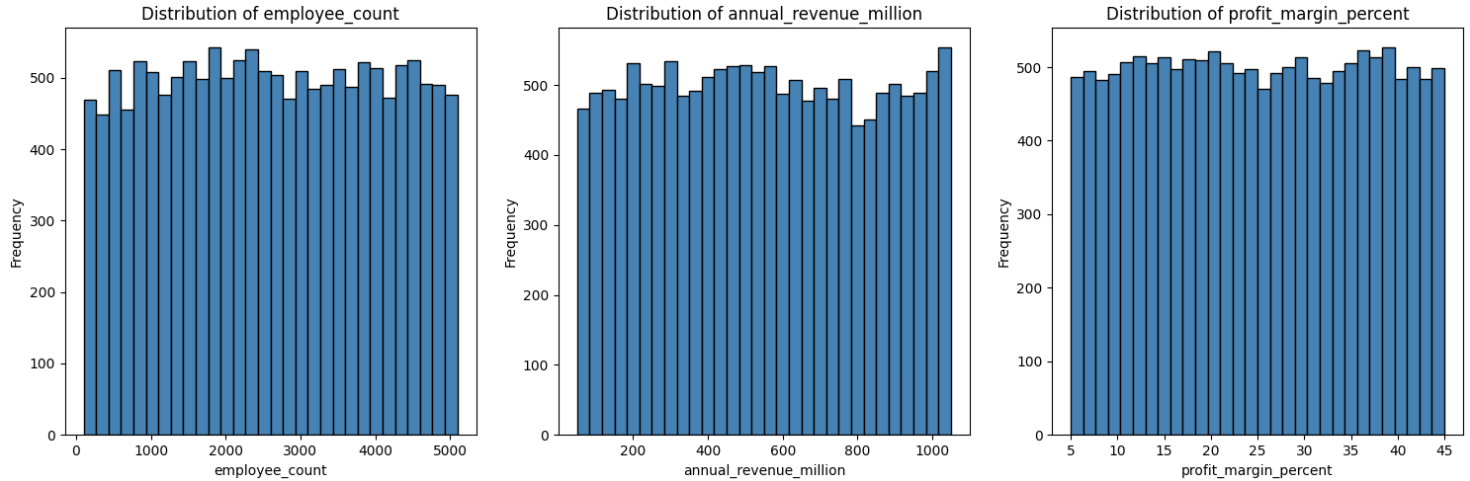 Distribution of employee_count
Frequency
500
400
300
200
100
0
0 1000 2000 3000 4000 5000
employee_count
Distribution of annual_revenue_million
Frequency
500
400
300
200
100
0
200 400 600 800 1000
annual_revenue_million
Distribution of profit_margin_percent
Frequency
500
400
300
200
100
0
5 10 15 20 25 30 35 40 45
profit_margin_percent